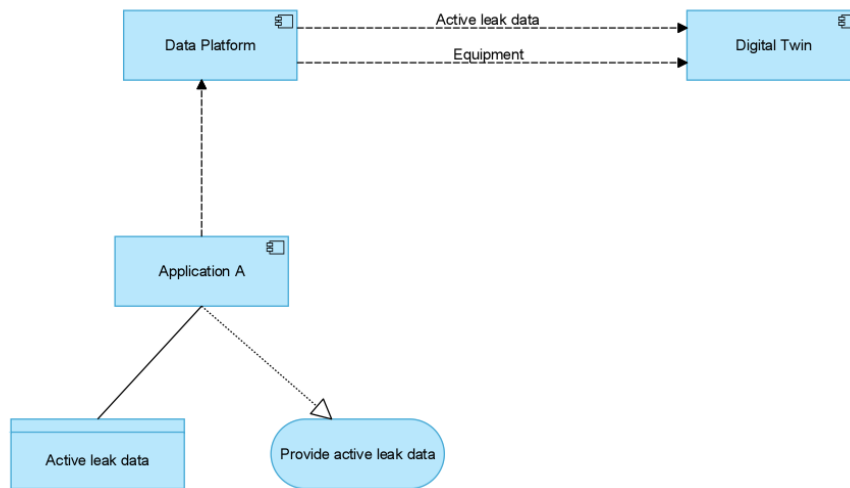 Active leak data
Data Platform
Digital Twin
Equipment
Application A
Active leak data
Provide active leak data